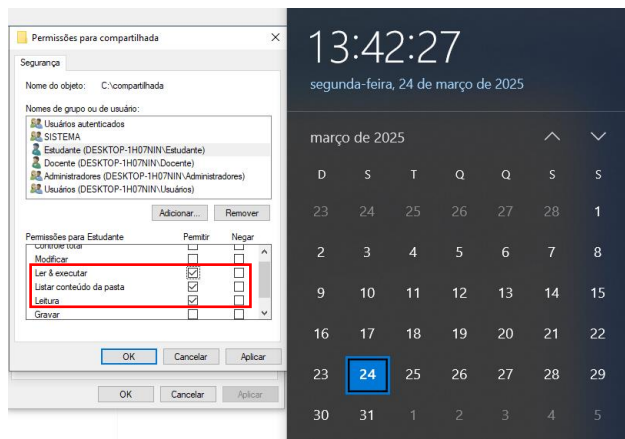 Permissões para compartilhada
Segurança
Nome do objeto: C:\compartilhada
Nomes de grupo ou de usuário:
Usuários autenticados
SISTEMA
Estudante (DESKTOP-1H07NIN\Estudante)
Docente (DESKTOP-1H07NIN\Docente)
Administradores (DESKTOP-1H07NIN\Administradores)
Usuários (DESKTOP-1H07NIN\Usuários)
Adicionar... Remover
Permissões para Estudante Permitir Negar
Controle total
Modificar
Ler & executar
Listar conteúdo da pasta
Leitura
Gravar
OK Cancelar Aplicar
OK Cancelar Aplicar
13:42:27
segunda-feira, 24 de março de 2025
março de 2025
D S T Q Q S S
23 24 25 26 27 28 1
2 3 4 5 6 7 8
9 10 11 12 13 14 15
16 17 18 19 20 21 22
23 24 25 26 27 28 29
30 31 1 2 3 4 5